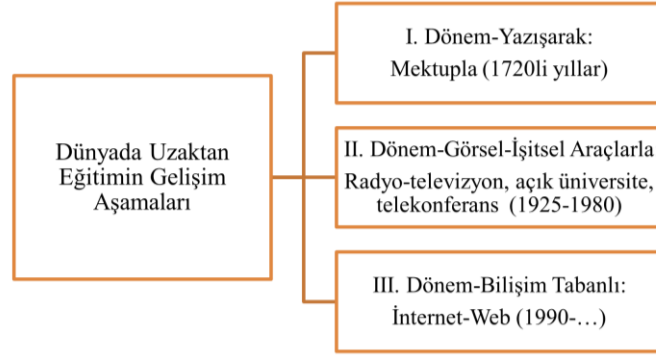 Dünyada Uzaktan
Eğitimin Gelişim
Aşamaları
I. Dönem-Yazışarak:
Mektupla (1720li yıllar)
II. Dönem-Görsel-İşitsel Araçlarla
Radyo-televizyon, açık üniversite,
telekonferans (1925-1980)
III. Dönem-Bilişim Tabanlı:
İnternet-Web (1990-…)